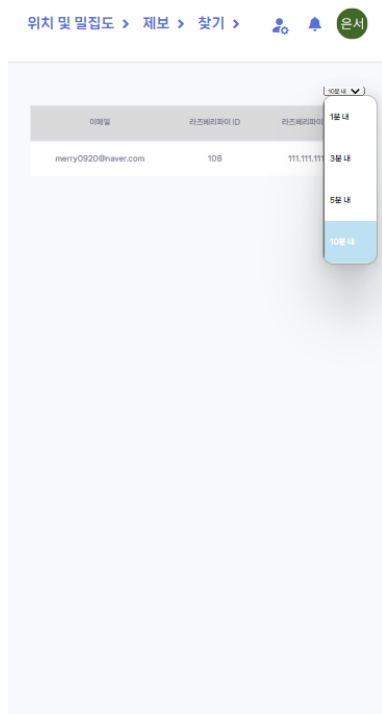 위치 및 밀집도 > 제보 > 찾기 >
은서
10분 내
이메일 라즈베리파이 ID 라즈베리파이
merry0920@naver.com 108 111.111.111
1분 내
3분 내
5분 내
10분 내